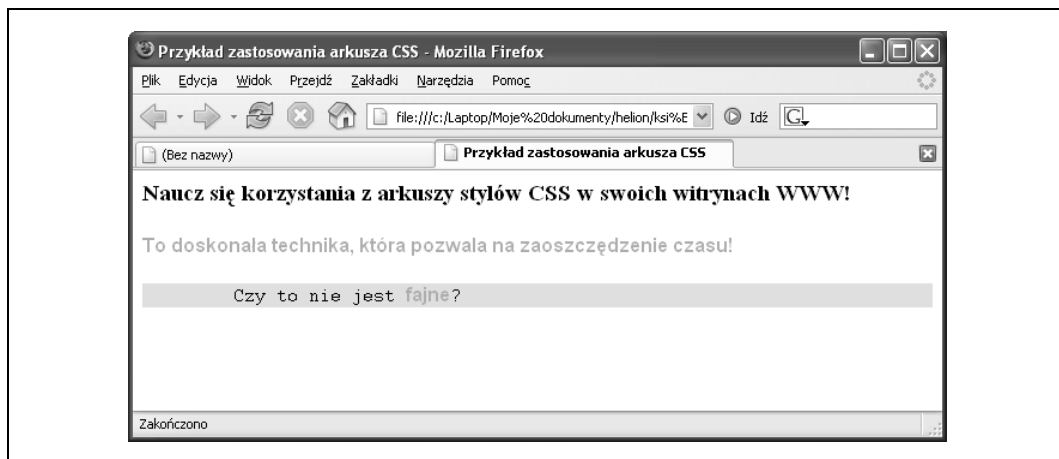 Przykład zastosowania arkusza CSS - Mozilla Firefox
Plik Edycja Widok Przejdź Zakładki Narzędzia Pomoc
file:///c:/Laptop/Moje%20dokumenty/helion/ksi%E Idź G
(Bez nazwy) Przykład zastosowania arkusza CSS
Naucz się korzystania z arkuszy stylów CSS w swoich witrynach WWW!
To doskonała technika, która pozwala na zaoszczędzenie czasu!
Czy to nie jest fajne?
Zakończono